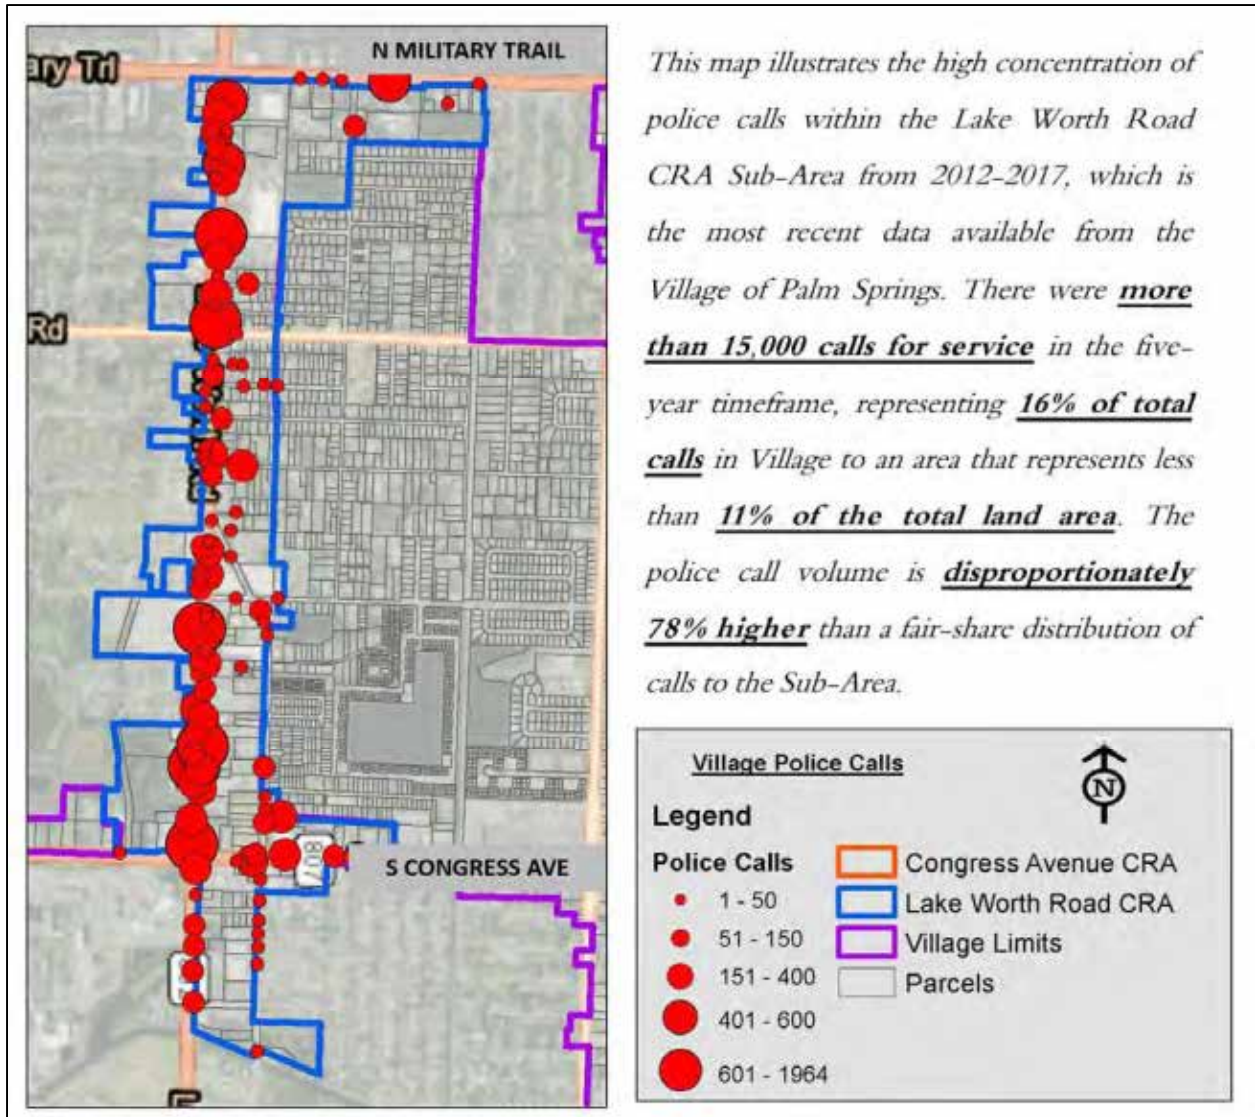 N MILITARY TRAIL
ary Trl
Rd
S CONGRESS AVE
807
This map illustrates the high concentration of
police calls within the Lake Worth Road
CRA Sub-Area from 2012-2017, which is
the most recent data available from the
Village of Palm Springs. There were more
than 15,000 calls for service in the five-
year timeframe, representing 16% of total
calls in Village to an area that represents less
than 11% of the total land area. The
police call volume is disproportionately
78% higher than a fair-share distribution of
calls to the Sub-Area.
Village Police Calls
N
Legend
Police Calls
1 - 50
51 - 150
151 - 400
401 - 600
601 - 1964
Congress Avenue CRA
Lake Worth Road CRA
Village Limits
Parcels